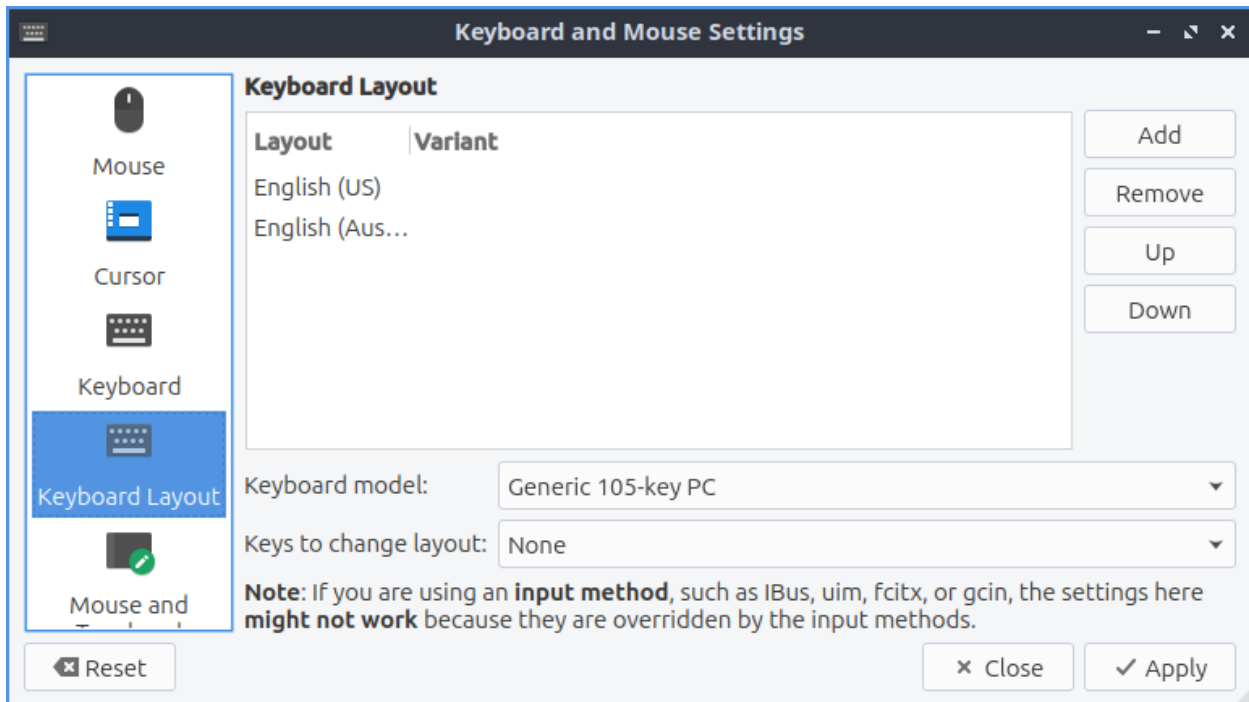 Keyboard and Mouse Settings
Mouse
Cursor
Keyboard
Keyboard Layout
Mouse and
Keyboard Layout
Layout Variant
English (US)
English (Aus...
Add
Remove
Up
Down
Keyboard model: Generic 105-key PC
Keys to change layout: None
Note: If you are using an input method, such as IBus, uim, fcitx, or gcin, the settings here
might not work because they are overridden by the input methods.
Reset
Close
Apply